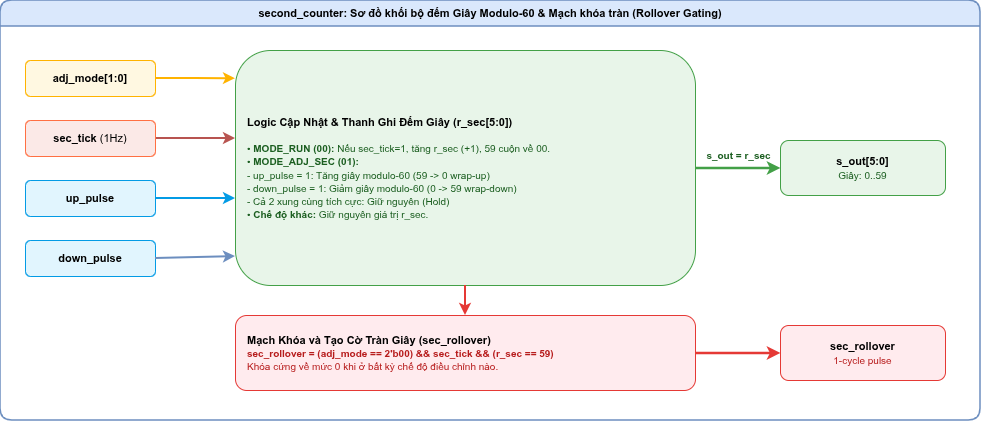 second_counter: Sơ đồ khối bộ đếm Giây Modulo-60 & Mạch khóa tràn (Rollover Gating)
adj_mode[1:0]
sec_tick (1Hz)
up_pulse
down_pulse
Logic Cập Nhật & Thanh Ghi Đếm Giây (r_sec[5:0])
• MODE_RUN (00): Nếu sec_tick=1, tăng r_sec (+1), 59 cuộn về 00.
• MODE_ADJ_SEC (01):
- up_pulse = 1: Tăng giây modulo-60 (59 -> 0 wrap-up)
- down_pulse = 1: Giảm giây modulo-60 (0 -> 59 wrap-down)
- Cả 2 xung cùng tích cực: Giữ nguyên (Hold)
• Chế độ khác: Giữ nguyên giá trị r_sec.
s_out = r_sec
s_out[5:0]
Giây: 0..59
Mạch Khóa và Tạo Cờ Tràn Giây (sec_rollover)
sec_rollover = (adj_mode == 2'b00) && sec_tick && (r_sec == 59)
Khóa cứng về mức 0 khi ở bất kỳ chế độ điều chỉnh nào.
sec_rollover
1-cycle pulse